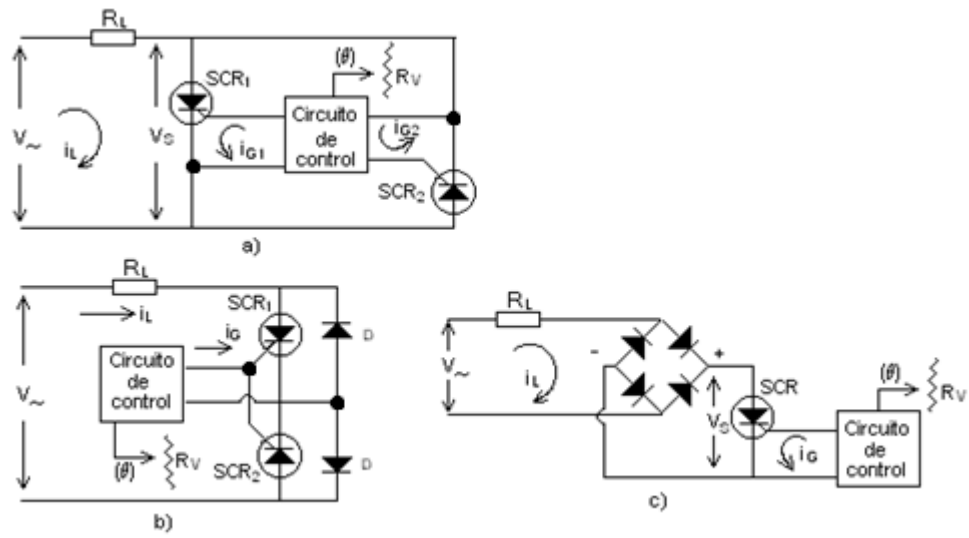 RL
SCR1
(θ)
RV
V~
iL
VS
Circuito
de
control
iG1
iG2
SCR2
a)
RL
iL
SCR1
iG
D
Circuito
de
control
V~
(θ)
RV
SCR2
D
b)
RL
V~
iL
-
+
SCR
VS
iG
(θ)
RV
Circuito
de
control
c)